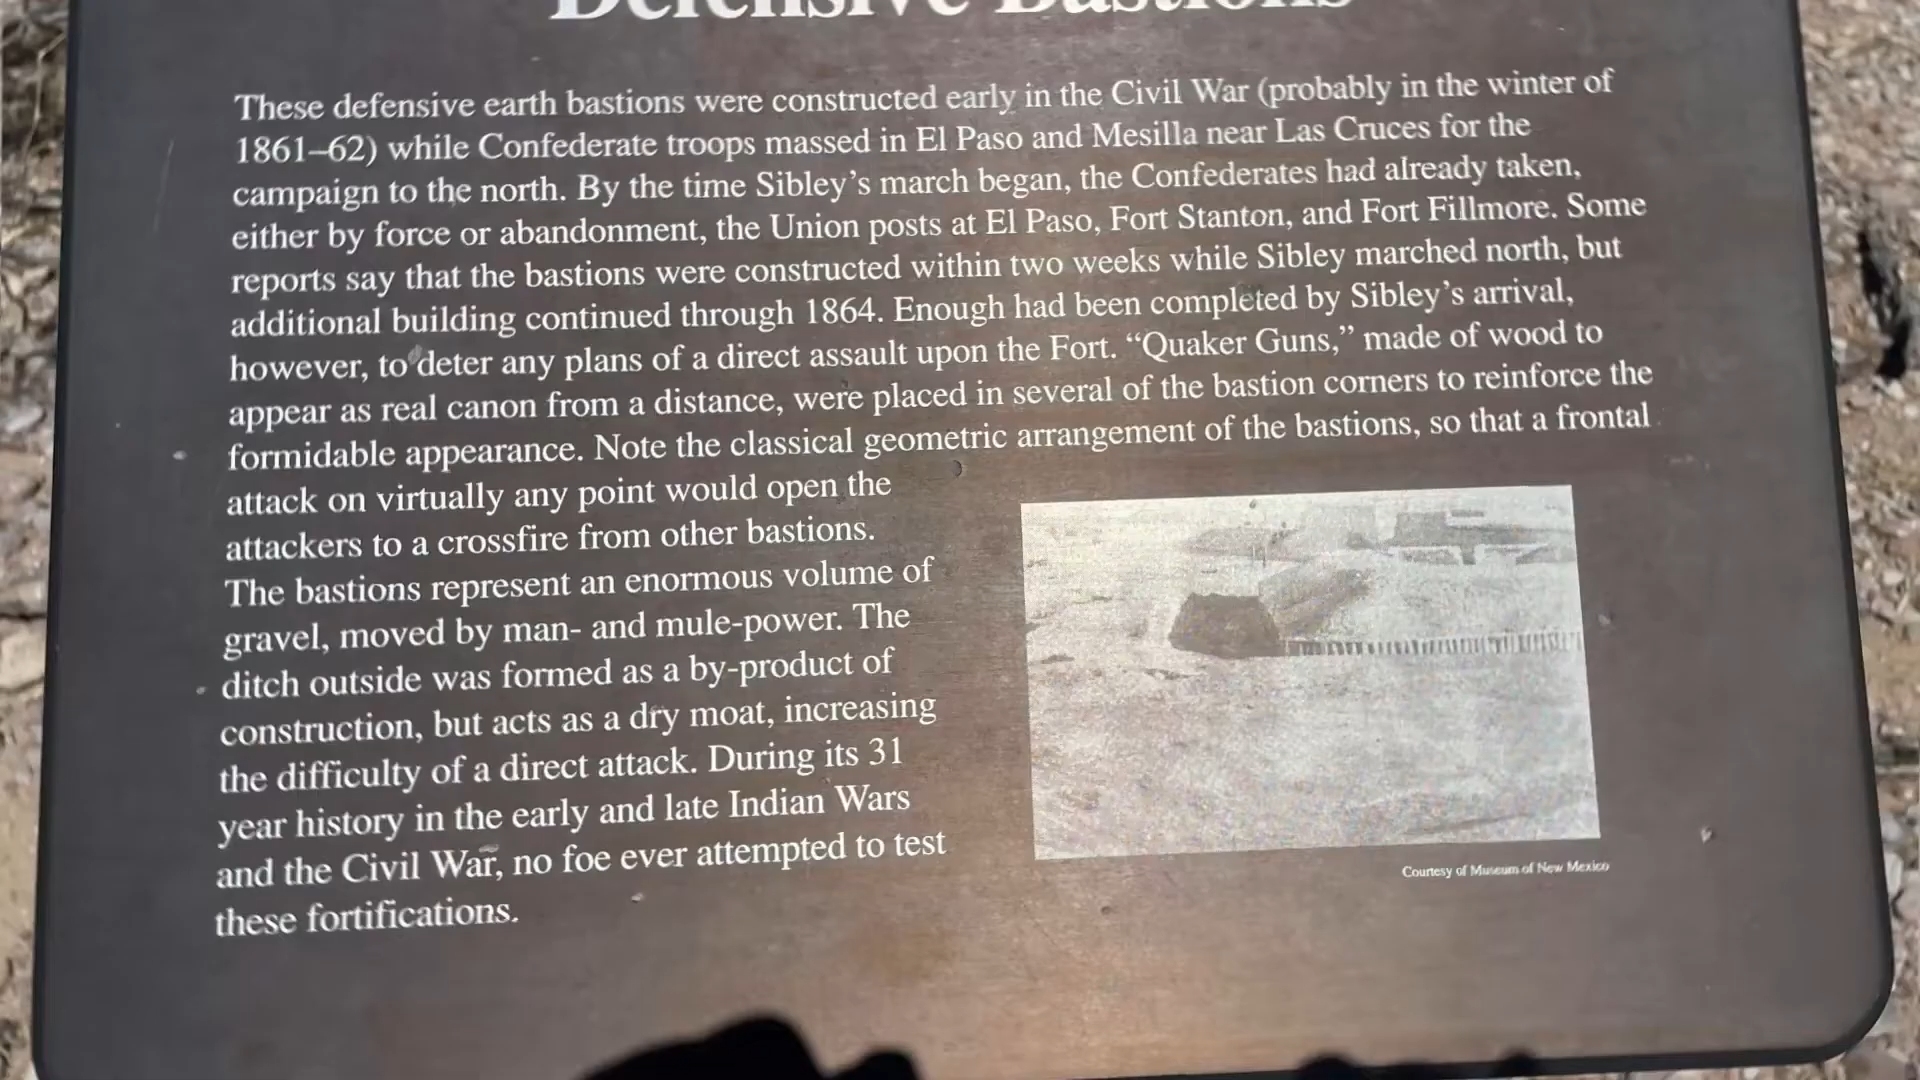 Defensive Bastions
These defensive earth bastions were constructed early in the Civil War (probably in the winter of
1861–62) while Confederate troops massed in El Paso and Mesilla near Las Cruces for the
campaign to the north. By the time Sibley's march began, the Confederates had already taken,
either by force or abandonment, the Union posts at El Paso, Fort Stanton, and Fort Fillmore. Some
reports say that the bastions were constructed within two weeks while Sibley marched north, but
additional building continued through 1864. Enough had been completed by Sibley's arrival,
however, to deter any plans of a direct assault upon the Fort. “Quaker Guns,” made of wood to
appear as real canon from a distance, were placed in several of the bastion corners to reinforce the
formidable appearance. Note the classical geometric arrangement of the bastions, so that a frontal
attack on virtually any point would open the
attackers to a crossfire from other bastions.
The bastions represent an enormous volume of
gravel, moved by man- and mule-power. The
ditch outside was formed as a by-product of
construction, but acts as a dry moat, increasing
the difficulty of a direct attack. During its 31
year history in the early and late Indian Wars
and the Civil War, no foe ever attempted to test
these fortifications.
Courtesy of Museum of New Mexico